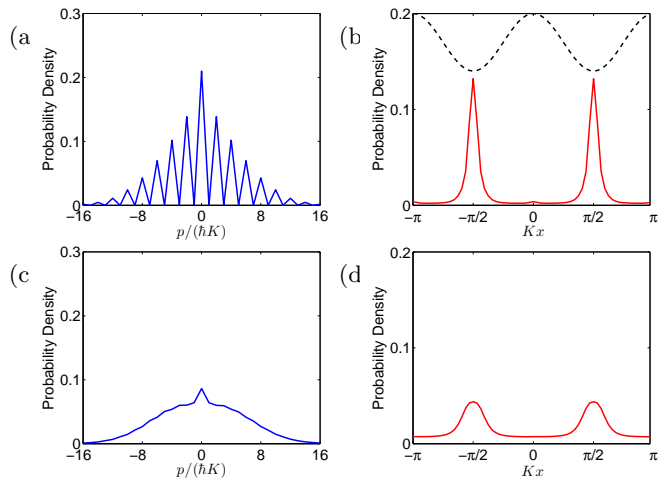 (a
Probability Density
0.3
0.2
0.1
0
−16
−8
0
8
16
p/(ħK)
(b)
Probability Density
0.2
0.1
0
−π
−π/2
0
π/2
π
Kx
(c
Probability Density
0.3
0.2
0.1
0
−16
−8
0
8
16
p/(ħK)
(d)
Probability Density
0.2
0.1
0
−π
−π/2
0
π/2
π
Kx